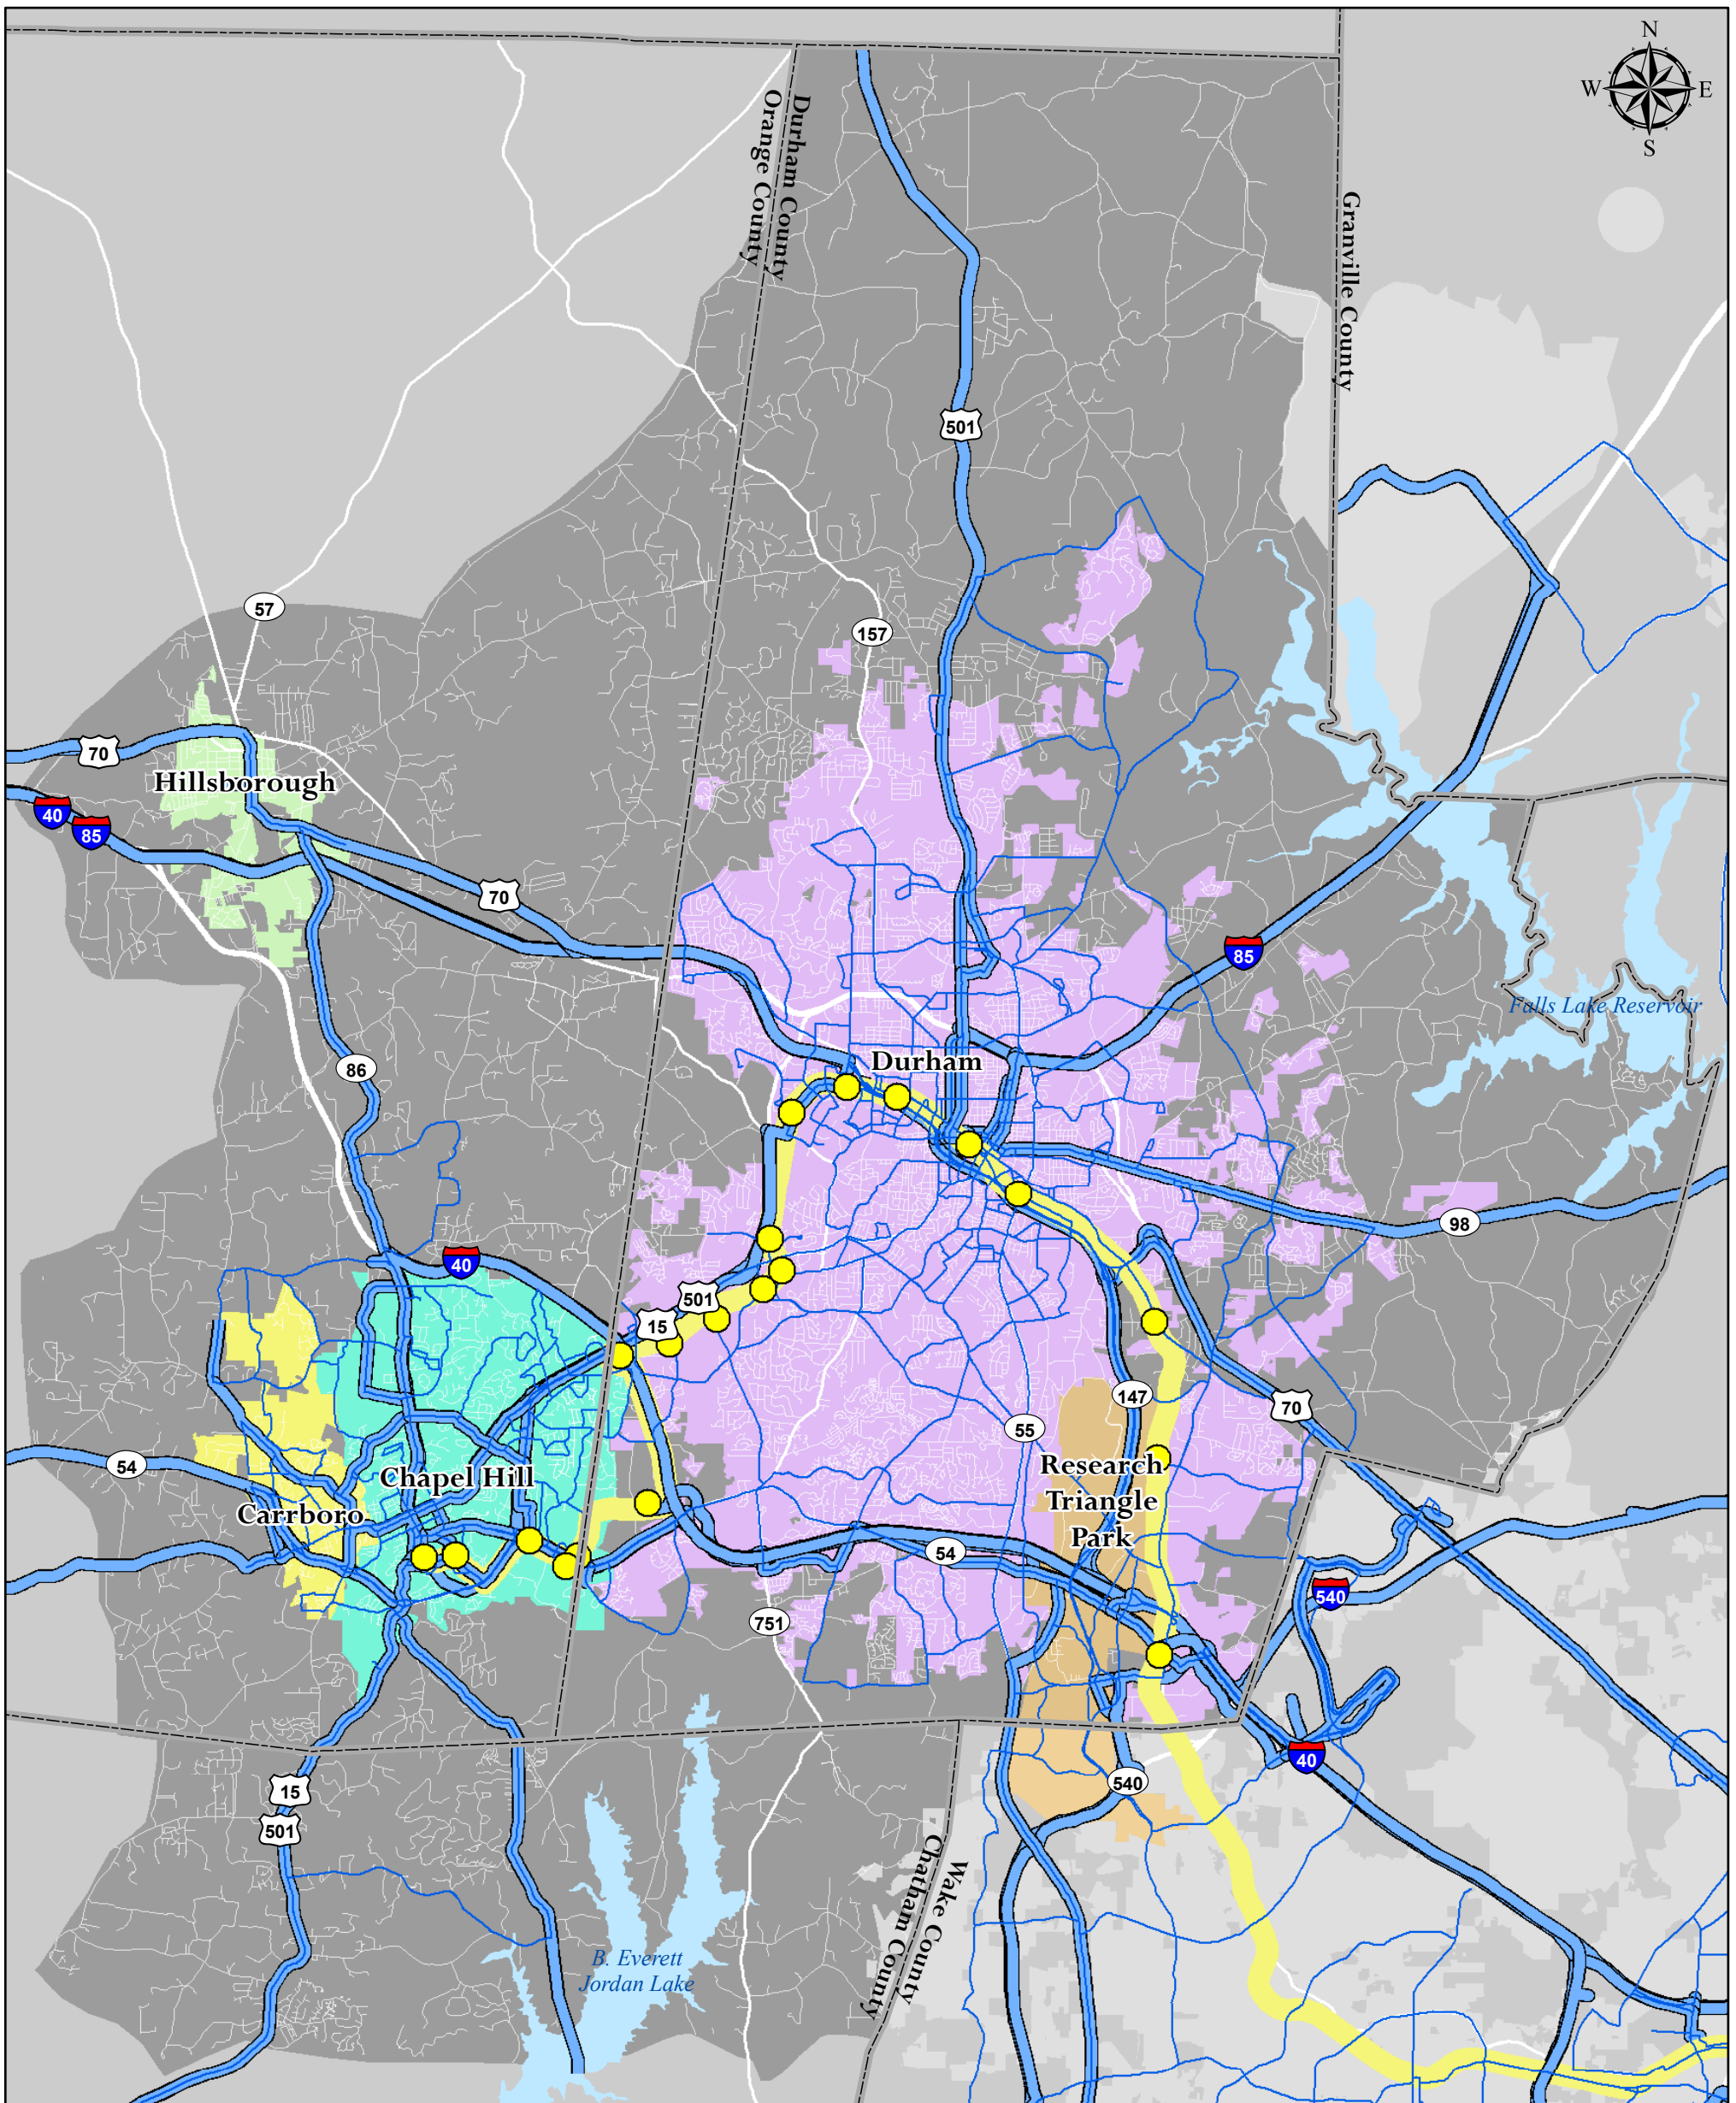 N
W
E
S
Durham County
Orange County
Granville County
501
57
157
70
Hillsborough
40
85
70
85
Falls Lake Reservoir
86
Durham
98
40
501
15
147
70
55
54
Chapel Hill
Research
Triangle
Park
Carrboro
54
540
751
40
15
540
501
Wake County
Chatham County
B. Everett
Jordan Lake